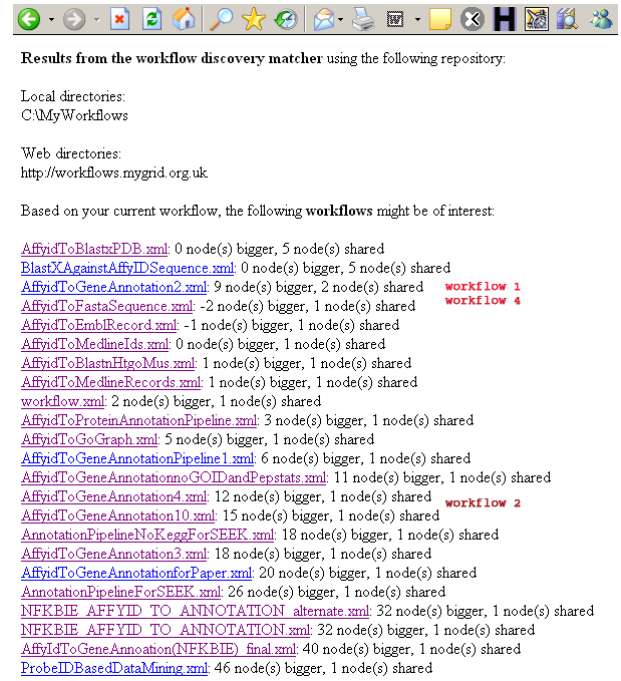 Results from the workflow discovery matcher using the following repository:
Local directories:
C:\MyWorkflows
Web directories:
http://workflows.mygrid.org.uk
Based on your current workflow, the following workflows might be of interest:
AffyidToBlastxPDB.xml: 0 node(s) bigger, 5 node(s) shared
BlastXAgainstAffyIDSequence.xml: 0 node(s) bigger, 5 node(s) shared
AffyidToGeneAnnotation2.xml: 9 node(s) bigger, 2 node(s) shared workflow 1
AffyidToFastaSequence.xml: -2 node(s) bigger, 1 node(s) shared workflow 4
AffyidToEmblRecord.xml: -1 node(s) bigger, 1 node(s) shared
AffyidToMedlineIds.xml: 0 node(s) bigger, 1 node(s) shared
AffyidToBlastnHtgoMus.xml: 1 node(s) bigger, 1 node(s) shared
AffyidToMedlineRecords.xml: 1 node(s) bigger, 1 node(s) shared
workflow.xml: 2 node(s) bigger, 1 node(s) shared
AffyidToProteinAnnotationPipeline.xml: 3 node(s) bigger, 1 node(s) shared
AffyidToGoGraph.xml: 5 node(s) bigger, 1 node(s) shared
AffyidToGeneAnnotationPipeline1.xml: 6 node(s) bigger, 1 node(s) shared
AffyidToGeneAnnotationnoGOIDandPepstats.xml: 11 node(s) bigger, 1 node(s) shared
AffyidToGeneAnnotation4.xml: 12 node(s) bigger, 1 node(s) shared workflow 2
AffyidToGeneAnnotation10.xml: 15 node(s) bigger, 1 node(s) shared
AnnotationPipelineNoKeggForSEEK.xml: 18 node(s) bigger, 1 node(s) shared
AffyidToGeneAnnotation3.xml: 18 node(s) bigger, 1 node(s) shared
AffyidToGeneAnnotationforPaper.xml: 20 node(s) bigger, 1 node(s) shared
AnnotationPipelineForSEEK.xml: 26 node(s) bigger, 1 node(s) shared
NFKBIE_AFFYID_TO_ANNOTATION_alternate.xml: 32 node(s) bigger, 1 node(s) shared
NFKBIE_AFFYID_TO_ANNOTATION.xml: 32 node(s) bigger, 1 node(s) shared
AffyIdToGeneAnnoation(NFKBIE)_final.xml: 40 node(s) bigger, 1 node(s) shared
ProbeIDBasedDataMining.xml: 46 node(s) bigger, 1 node(s) shared